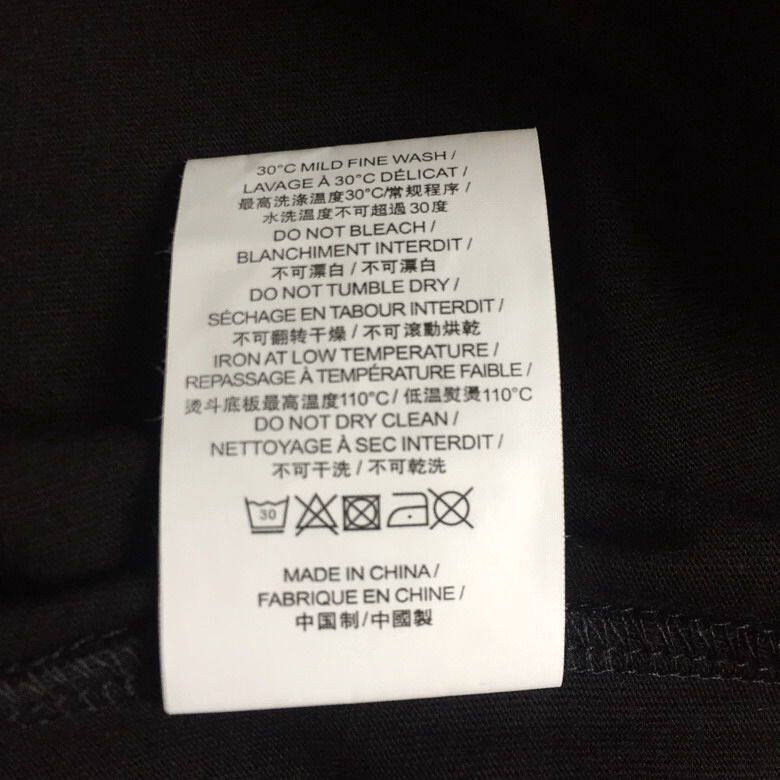 30°C MILD FINE WASH /
LAVAGE À 30°C DÉLICAT /
最高洗涤温度30°C/常规程序 /
水洗溫度不可超過30度
DO NOT BLEACH /
BLANCHIMENT INTERDIT /
不可漂白 / 不可漂白
DO NOT TUMBLE DRY /
SÉCHAGE EN TABOUR INTERDIT /
不可翻转干燥 / 不可滾動烘乾
IRON AT LOW TEMPERATURE /
REPASSAGE À TEMPÉRATURE FAIBLE /
烫斗底板最高温度110°C / 低溫熨燙110°C
DO NOT DRY CLEAN /
NETTOYAGE À SEC INTERDIT /
不可干洗 / 不可乾洗
30
MADE IN CHINA /
FABRIQUE EN CHINE /
中国制/中國製